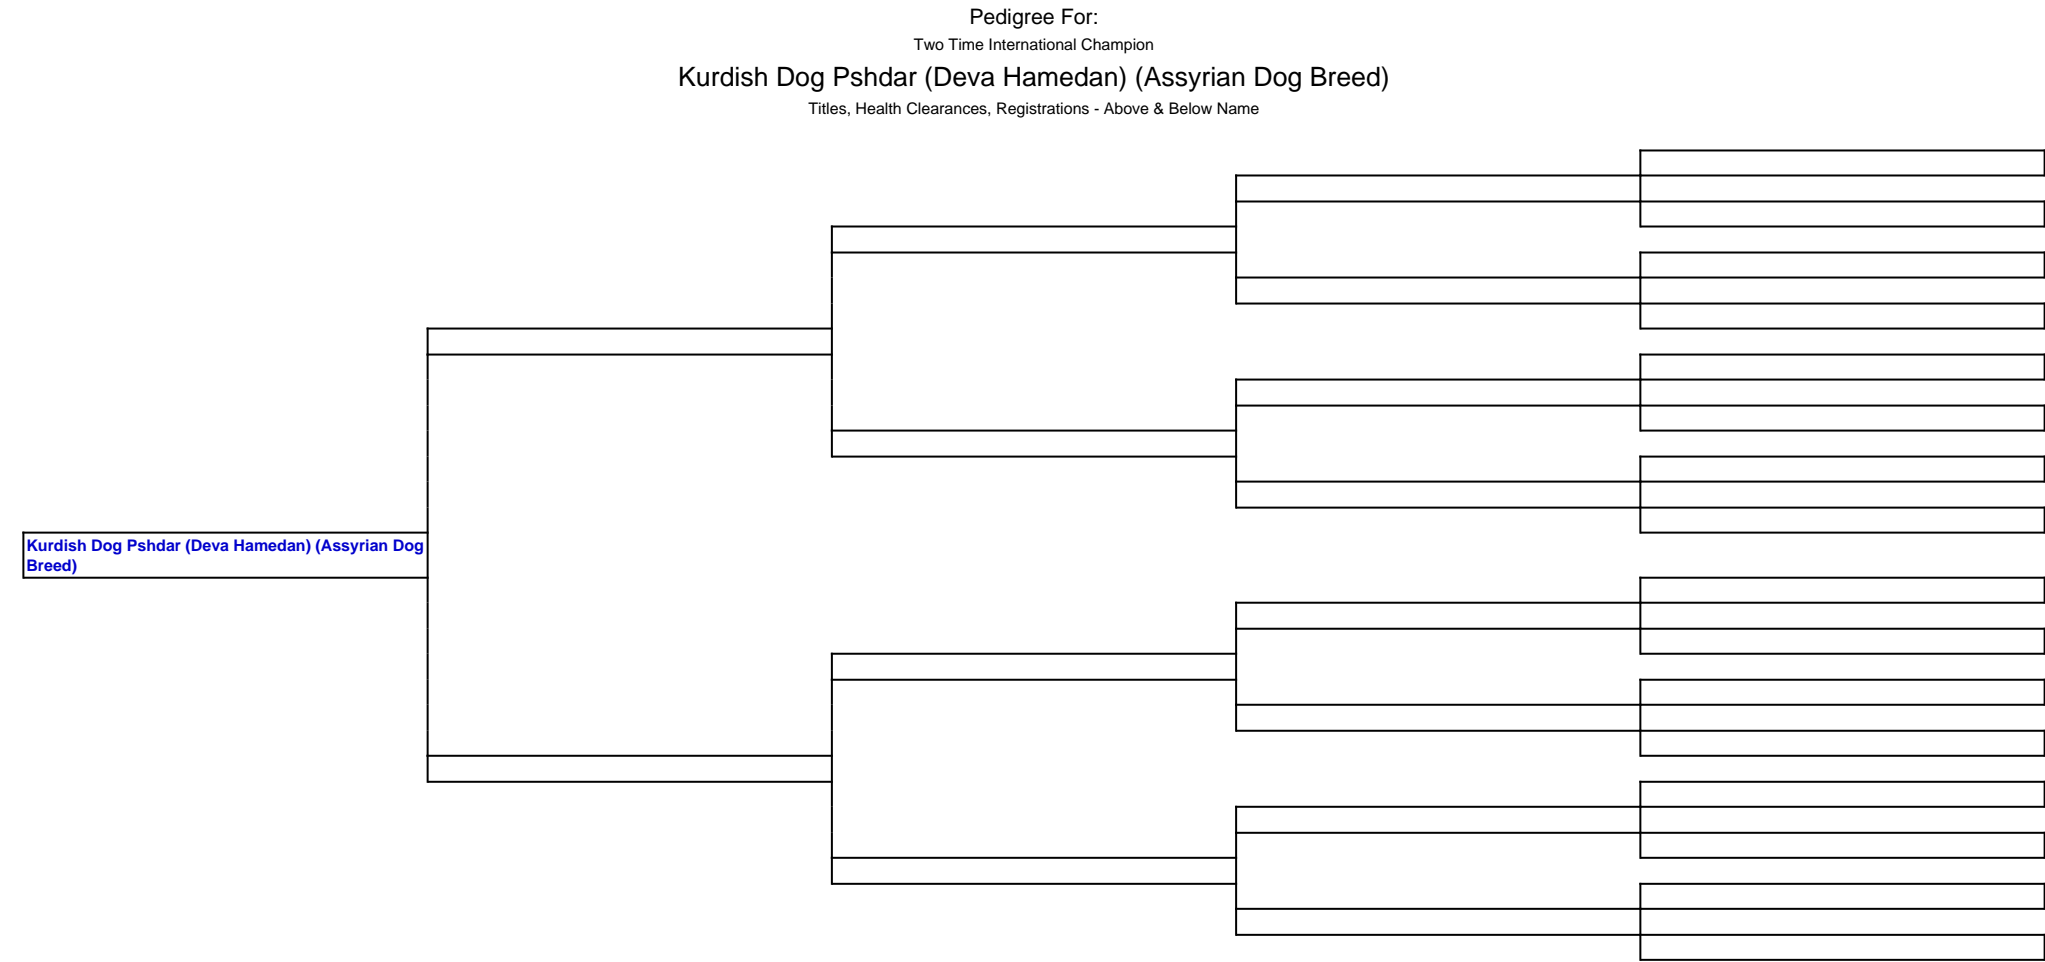 Pedigree For:
Two Time International Champion
Kurdish Dog Pshdar (Deva Hamedan) (Assyrian Dog Breed)
Titles, Health Clearances, Registrations - Above & Below Name
Kurdish Dog Pshdar (Deva Hamedan) (Assyrian Dog
Breed)